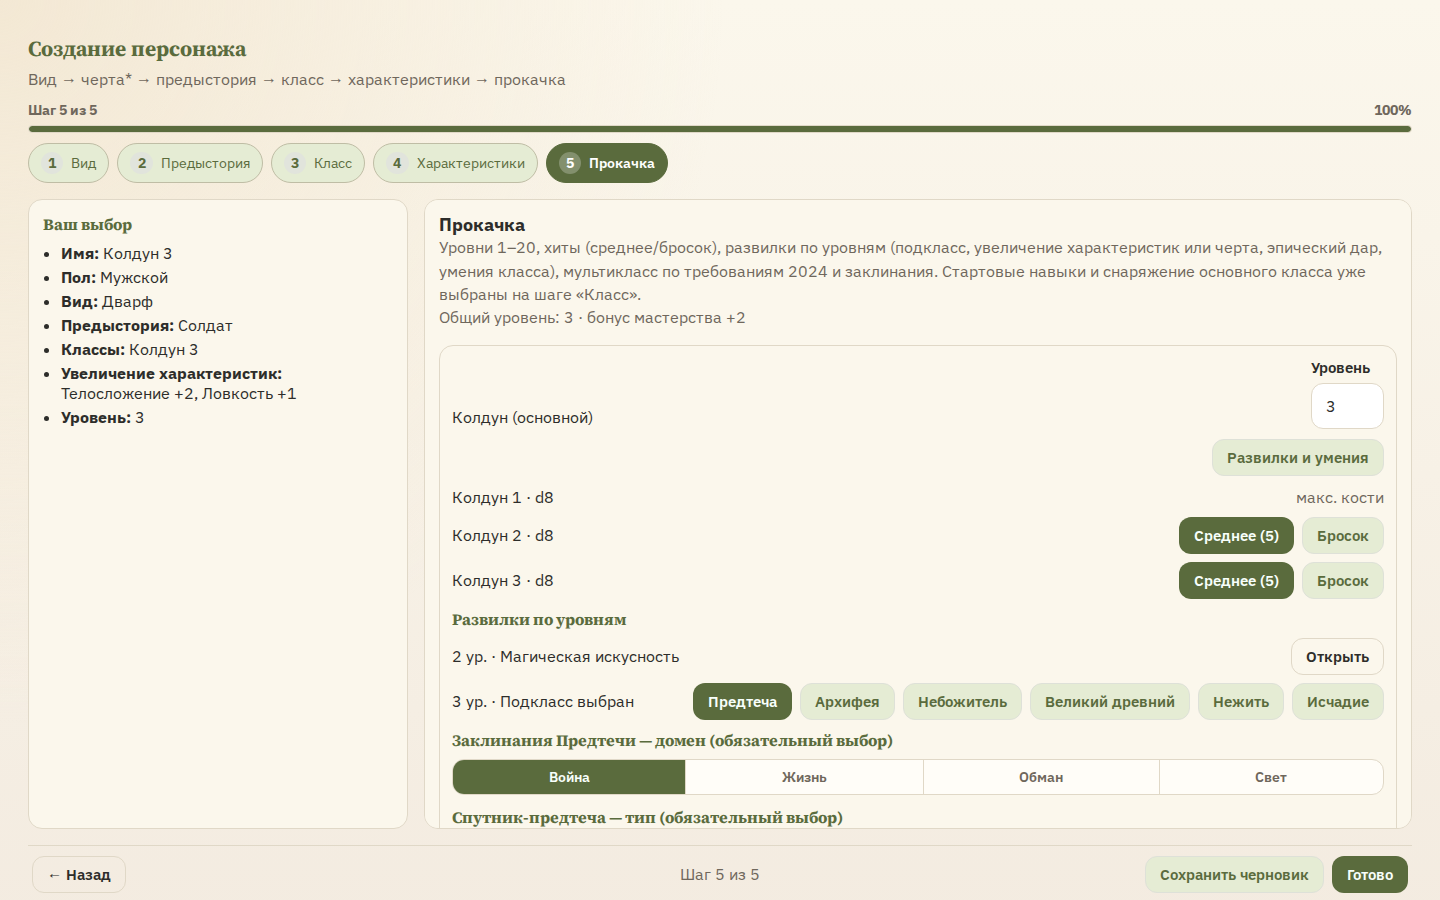 Создание персонажа
Вид → черта* → предыстория → класс → характеристики → прокачка
Шаг 5 из 5
100%
1 Вид
2 Предыстория
3 Класс
4 Характеристики
5 Прокачка
Ваш выбор
Имя: Колдун 3
Пол: Мужской
Вид: Дварф
Предыстория: Солдат
Классы: Колдун 3
Увеличение характеристик:
Телосложение +2, Ловкость +1
Уровень: 3
Прокачка
Уровни 1–20, хиты (среднее/бросок), развилки по уровням (подкласс, увеличение характеристик или черта, эпический дар,
умения класса), мультикласс по требованиям 2024 и заклинания. Стартовые навыки и снаряжение основного класса уже
выбраны на шаге «Класс».
Общий уровень: 3 · бонус мастерства +2
Уровень
Колдун (основной)
3
Развилки и умения
Колдун 1 · d8
макс. кости
Колдун 2 · d8
Среднее (5)
Бросок
Колдун 3 · d8
Среднее (5)
Бросок
Развилки по уровням
2 ур. · Магическая искусность
Открыть
3 ур. · Подкласс выбран
Предтеча
Архифея
Небожитель
Великий древний
Нежить
Исчадие
Заклинания Предтечи — домен (обязательный выбор)
Война
Жизнь
Обман
Свет
Спутник-предтеча — тип (обязательный выбор)
← Назад
Шаг 5 из 5
Сохранить черновик
Готово